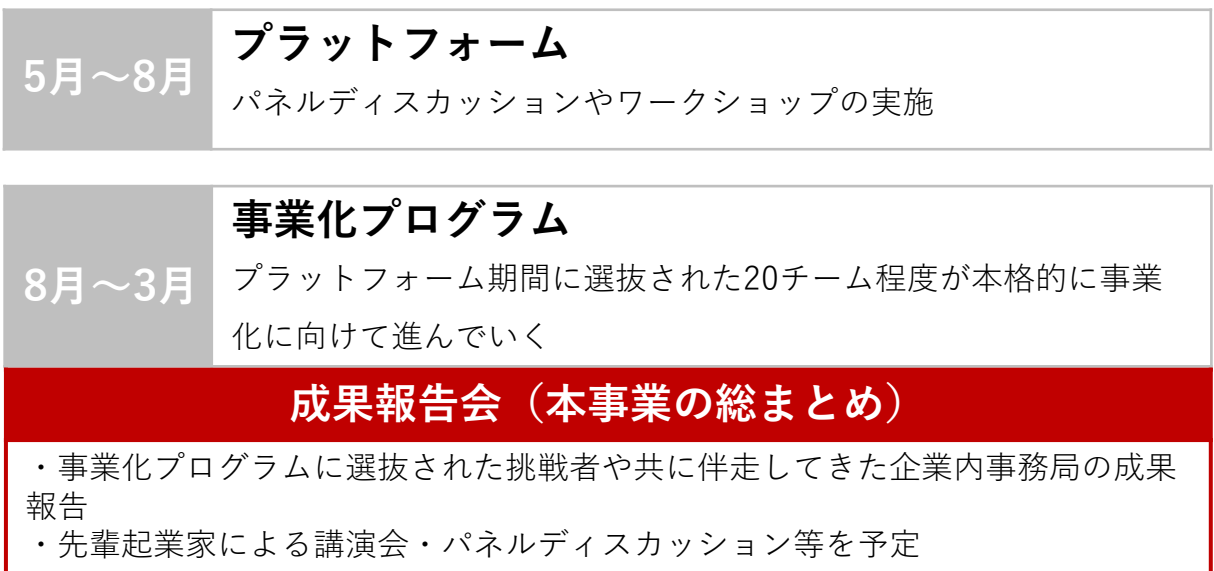 プラットフォーム
5月～8月
パネルディスカッションやワークショップの実施
事業化プログラム
8月～3月
プラットフォーム期間に選抜された20チーム程度が本格的に事業
化に向けて進んでいく
成果報告会（本事業の総まとめ）
・事業化プログラムに選抜された挑戦者や共に伴走してきた企業内事務局の成果
報告
・先輩起業家による講演会・パネルディスカッション等を予定